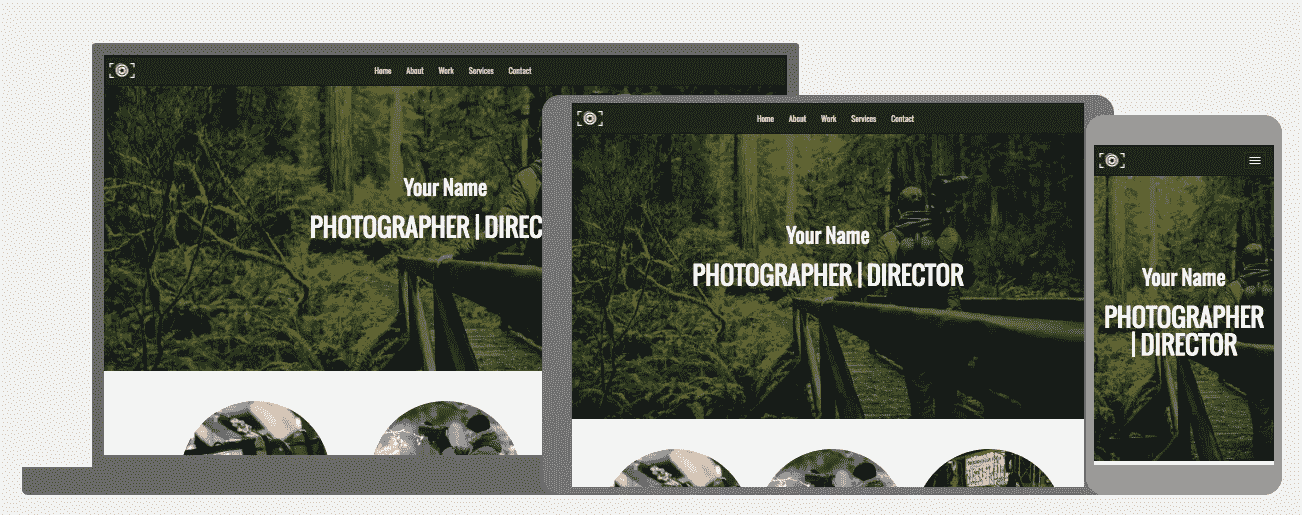 Home About Work Services Contact
Your Name
PHOTOGRAPHER | DIREC
Home About Work Services Contact
Your Name
PHOTOGRAPHER | DIRECTOR
Your Name
PHOTOGRAPHER
| DIRECTOR